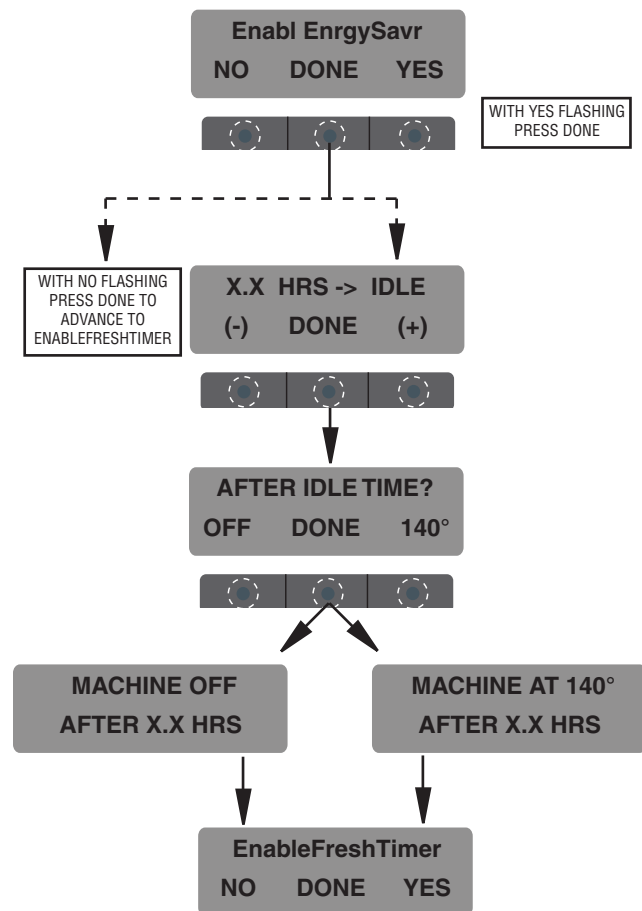 Enabl EnrgySavr
NO DONE YES
WITH YES FLASHING
PRESS DONE
WITH NO FLASHING
PRESS DONE TO
ADVANCE TO
ENABLEFRESHTIMER
X.X HRS -> IDLE
(-) DONE (+)
AFTER IDLE TIME?
OFF DONE 140°
MACHINE OFF
AFTER X.X HRS
MACHINE AT 140°
AFTER X.X HRS
EnableFreshTimer
NO DONE YES